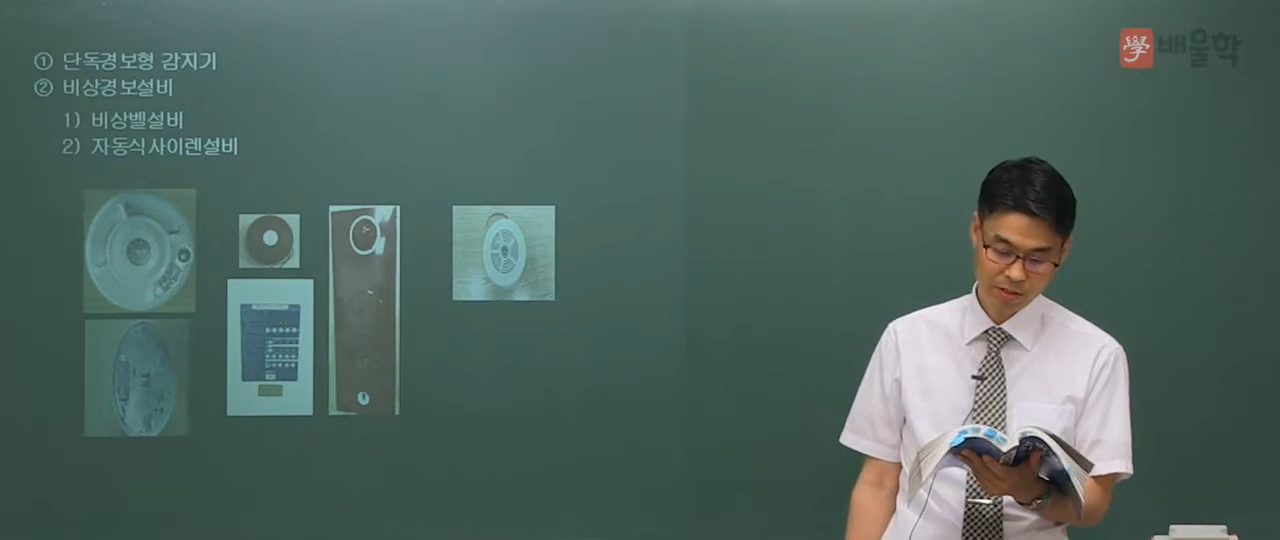 ① 단독경보형 감지기
② 비상경보설비
1) 비상벨설비
2) 자동식사이렌설비
學 배울학